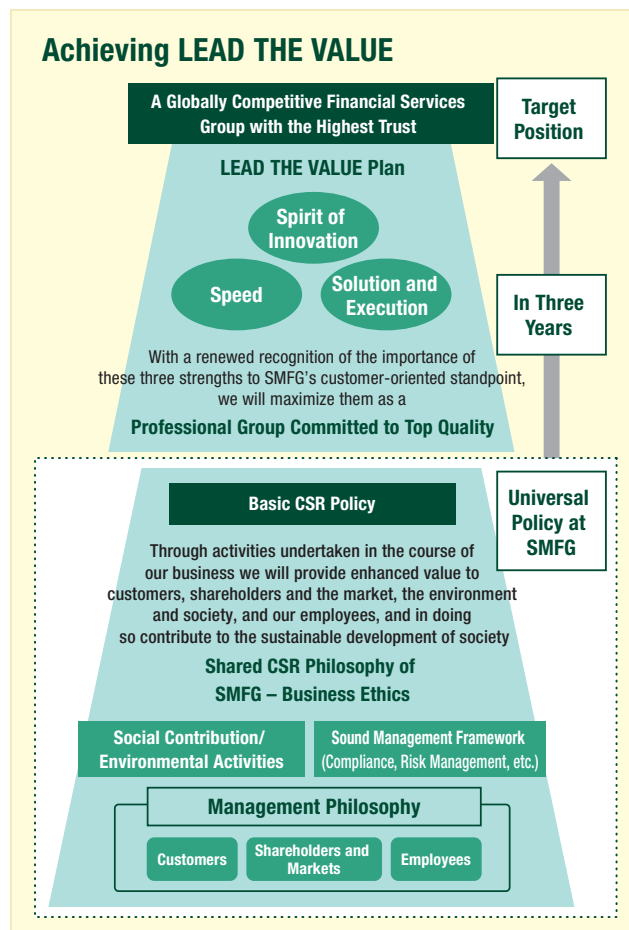 Achieving LEAD THE VALUE
A Globally Competitive Financial Services
Group with the Highest Trust
Target
Position
LEAD THE VALUE Plan
Spirit of
Innovation
Speed
Solution and
Execution
In Three
Years
With a renewed recognition of the importance of
these three strengths to SMFG's customer-oriented standpoint,
we will maximize them as a
Professional Group Committed to Top Quality
Basic CSR Policy
Universal
Policy at
SMFG
Through activities undertaken in the course of
our business we will provide enhanced value to
customers, shareholders and the market, the environment
and society, and our employees, and in doing
so contribute to the sustainable development of society
Shared CSR Philosophy of
SMFG – Business Ethics
Social Contribution/
Environmental Activities
Sound Management Framework
(Compliance, Risk Management, etc.)
Management Philosophy
Customers
Shareholders and
Markets
Employees